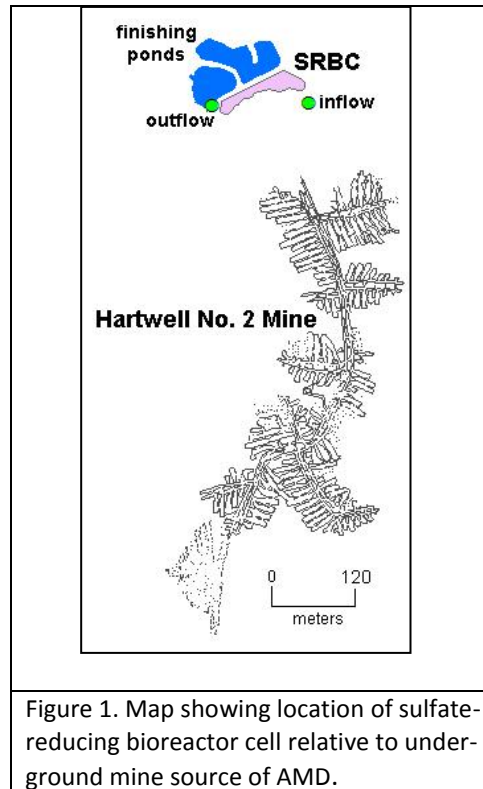 finishing
ponds
SRBC
inflow
outflow
Hartwell No. 2 Mine
0 120
meters
Figure 1. Map showing location of sulfate-
reducing bioreactor cell relative to under-
ground mine source of AMD.